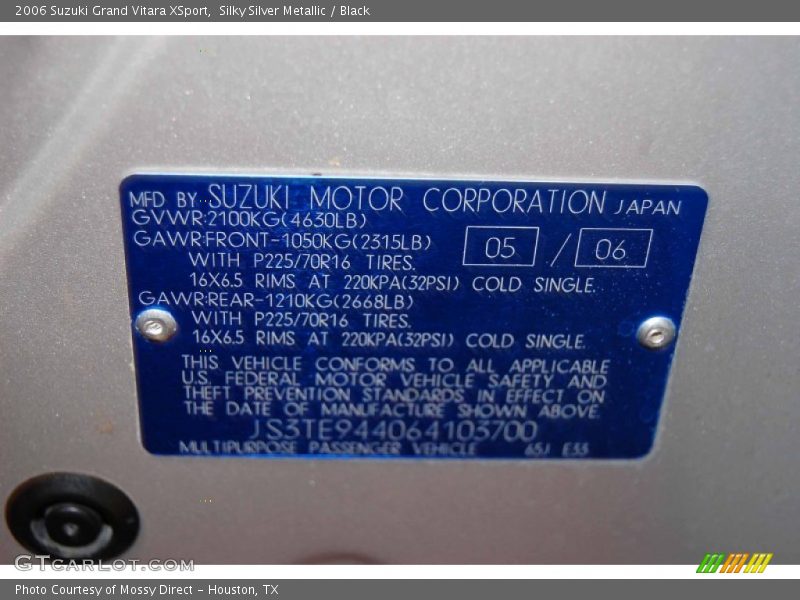 2006 Suzuki Grand Vitara XSport, Silky Silver Metallic / Black
MFD BY SUZUKI MOTOR CORPORATION JAPAN
GVWR:2100KG(4630LB)
GAWR:FRONT-1050KG(2315LB)
05 / 06
WITH P225/70R16 TIRES.
16X6.5 RIMS AT 220KPA(32PSI) COLD SINGLE.
GAWR:REAR-1210KG(2668LB)
WITH P225/70R16 TIRES.
16X6.5 RIMS AT 220KPA(32PSI) COLD SINGLE.
THIS VEHICLE CONFORMS TO ALL APPLICABLE
U.S. FEDERAL MOTOR VEHICLE SAFETY AND
THEFT PREVENTION STANDARDS IN EFFECT ON
THE DATE OF MANUFACTURE SHOWN ABOVE.
JS3TE944064103700
MULTIPURPOSE PASSENGER VEHICLE 65J E33
GTcarlot.com
Photo Courtesy of Mossy Direct - Houston, TX